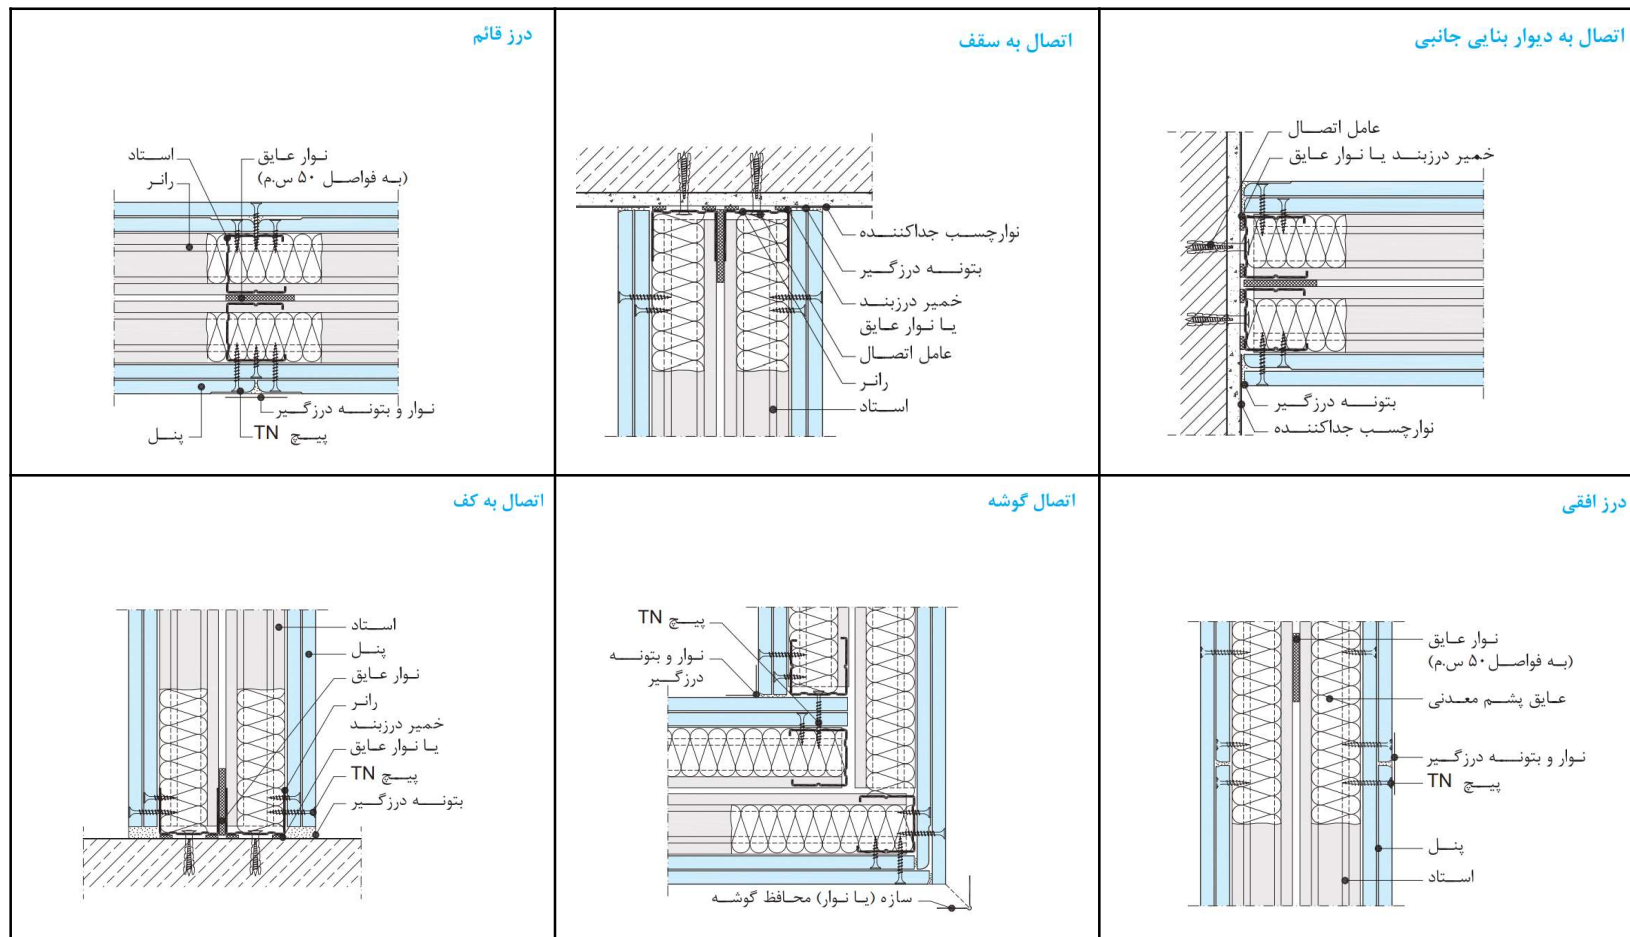 اتصال به دیوار بنایی جانبی
عامل اتصال
خمیر درزبند یا نوار عایق
بتونه درزگیر
نوارچسب جداکننده
اتصال به سقف
نوارچسب جداکننده
بتونه درزگیر
خمیر درزبند
یا نوار عایق
عامل اتصال
رانر
استاد
درز قائم
استاد
رانر
نوار عایق
(به فواصل ۵۰ س.م)
نوار و بتونه درزگیر
پیچ TN
پنل
درز افقی
نوار عایق
(به فواصل ۵۰ س.م)
عایق پشم معدنی
نوار و بتونه درزگیر
پیچ TN
پنل
استاد
اتصال گوشه
پیچ TN
نوار و بتونه
درزگیر
سازه (یا نوار) محافظ گوشه
اتصال به کف
استاد
پنل
نوار عایق
رانر
خمیر درزبند
یا نوار عایق
پیچ TN
بتونه درزگیر